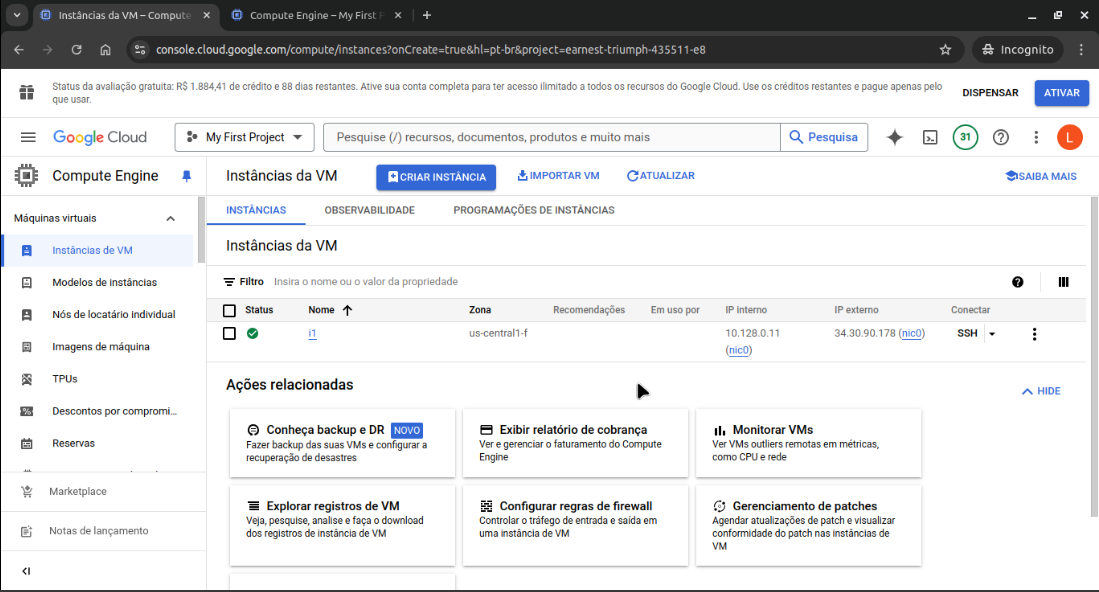 Instâncias da VM – Compute
Compute Engine – My First F
console.cloud.google.com/compute/instances?onCreate=true&hl=pt-br&project=earnest-triumph-435511-e8
Incognito
Status da avaliação gratuita: R$ 1.884,41 de crédito e 88 dias restantes. Ative sua conta completa para ter acesso ilimitado a todos os recursos do Google Cloud. Use os créditos restantes e pague apenas pelo
que usar.
DISPENSAR
ATIVAR
Google Cloud
My First Project
Pesquise (/) recursos, documentos, produtos e muito mais
Pesquisa
31
L
Compute Engine
Instâncias da VM
CRIAR INSTÂNCIA
IMPORTAR VM
ATUALIZAR
SAIBA MAIS
Máquinas virtuais
Instâncias de VM
Modelos de instâncias
Nós de locatário individual
Imagens de máquina
TPUs
Descontos por compromi...
Reservas
Marketplace
Notas de lançamento
INSTÂNCIAS
OBSERVABILIDADE
PROGRAMAÇÕES DE INSTÂNCIAS
Instâncias da VM
Filtro
Insira o nome ou o valor da propriedade
Status
Nome
Zona
Recomendações
Em uso por
IP interno
IP externo
Conectar
i1
us-central1-f
10.128.0.11
(nic0)
34.30.90.178 (nic0)
SSH
Ações relacionadas
HIDE
Conheça backup e DR NOVO
Fazer backup das suas VMs e configurar a
recuperação de desastres
Exibir relatório de cobrança
Ver e gerenciar o faturamento do Compute
Engine
Monitorar VMs
Ver VMs outliers remotas em métricas,
como CPU e rede
Explorar registros de VM
Veja, pesquise, analise e faça o download
dos registros de instância de VM
Configurar regras de firewall
Controlar o tráfego de entrada e saída em
uma instância de VM
Gerenciamento de patches
Agendar atualizações de patch e visualizar
conformidade do patch nas instâncias de
VM